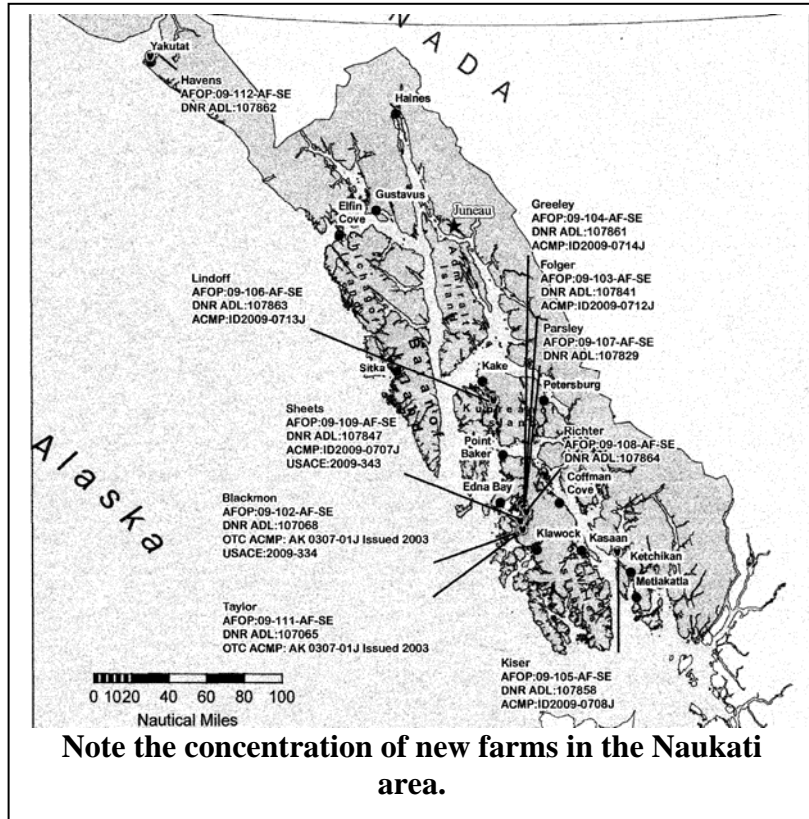 N A D A
Yakutat
Havens
AFOP:09-112-AF-SE
DNR ADL:107862
Haines
Gustavus
Elfin
Cove
Juneau
Greeley
AFOP:09-104-AF-SE
DNR ADL:107861
ACMP:ID2009-0714J
Folger
AFOP:09-103-AF-SE
DNR ADL:107841
ACMP:ID2009-0712J
Lindoff
AFOP:09-106-AF-SE
DNR ADL:107863
ACMP:ID2009-0713J
Parsley
AFOP:09-107-AF-SE
DNR ADL:107829
Chichagof
Island
Admiralt
Island
Baranof
Sitka
Kake
Petersburg
Kupreanof
Island
Sheets
AFOP:09-109-AF-SE
DNR ADL:107847
ACMP:ID2009-0707J
USACE:2009-343
Richter
AFOP:09-108-AF-SE
DNR ADL:107864
Point
Baker
Edna Bay
Coffman
Cove
Alaska
Blackmon
AFOP:09-102-AF-SE
DNR ADL:107068
OTC ACMP: AK 0307-01J Issued 2003
USACE:2009-334
Klawock
Kasaan
Ketchikan
Metlakatla
Taylor
AFOP:09-111-AF-SE
DNR ADL:107065
OTC ACMP: AK 0307-01J Issued 2003
Kiser
AFOP:09-105-AF-SE
DNR ADL:107858
ACMP:ID2009-0708J
0 1020 40 60 80 100
Nautical Miles
Note the concentration of new farms in the Naukati
area.